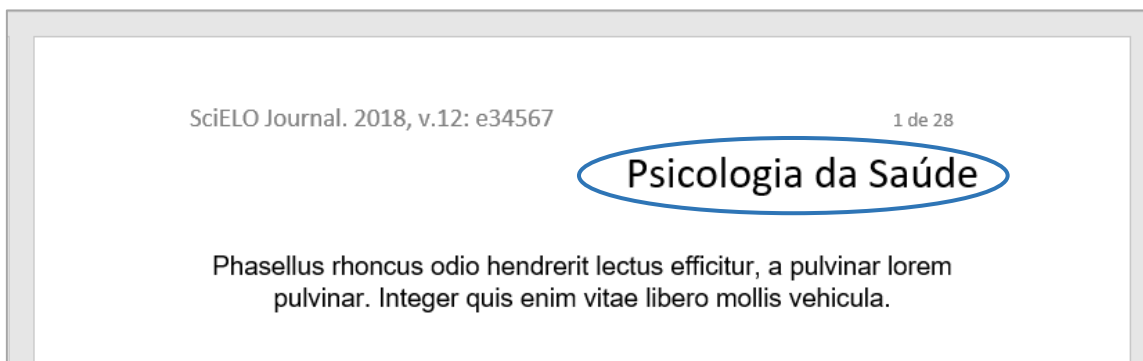 SciELO Journal. 2018, v.12: e34567 1 de 28
Psicologia da Saúde
Phasellus rhoncus odio hendrerit lectus efficitur, a pulvinar lorem
pulvinar. Integer quis enim vitae libero mollis vehicula.